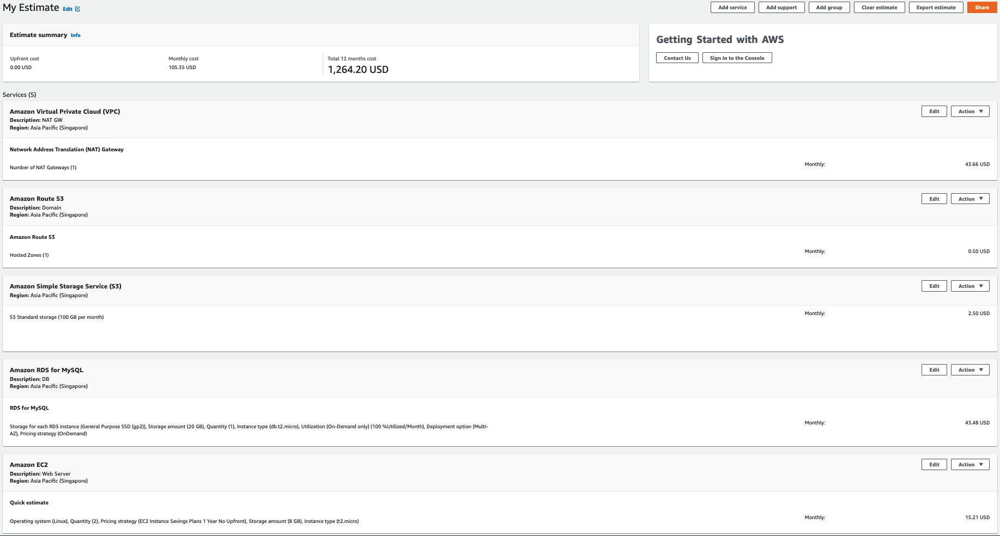 My Estimate Edit
Add service Add support Add group Clear estimate Export estimate Share
Estimate summary Info
Upfront cost Monthly cost Total 12 months cost
0.00 USD 105.35 USD 1,264.20 USD
Getting Started with AWS
Contact Us Sign in to the Console
Services (5)
Amazon Virtual Private Cloud (VPC) Edit Action
Description: NAT GW
Region: Asia Pacific (Singapore)
Network Address Translation (NAT) Gateway
Number of NAT Gateways (1) Monthly: 43.66 USD
Amazon Route 53 Edit Action
Description: Domain
Region: Asia Pacific (Singapore)
Amazon Route 53
Hosted Zones (1) Monthly: 0.50 USD
Amazon Simple Storage Service (S3) Edit Action
Region: Asia Pacific (Singapore)
S3 Standard storage (100 GB per month) Monthly: 2.50 USD
Amazon RDS for MySQL Edit Action
Description: DB
Region: Asia Pacific (Singapore)
RDS for MySQL
Storage for each RDS instance (General Purpose SSD (gp2)), Storage amount (20 GB), Quantity (1), Instance type (db.t2.micro), Utilization (On-Demand only) (100 %Utilized/Month), Deployment option (Multi- Monthly: 43.48 USD
AZ), Pricing strategy (OnDemand)
Amazon EC2 Edit Action
Description: Web Server
Region: Asia Pacific (Singapore)
Quick estimate
Operating system (Linux), Quantity (2), Pricing strategy (EC2 Instance Savings Plans 1 Year No Upfront), Storage amount (8 GB), Instance type (t2.micro) Monthly: 15.21 USD